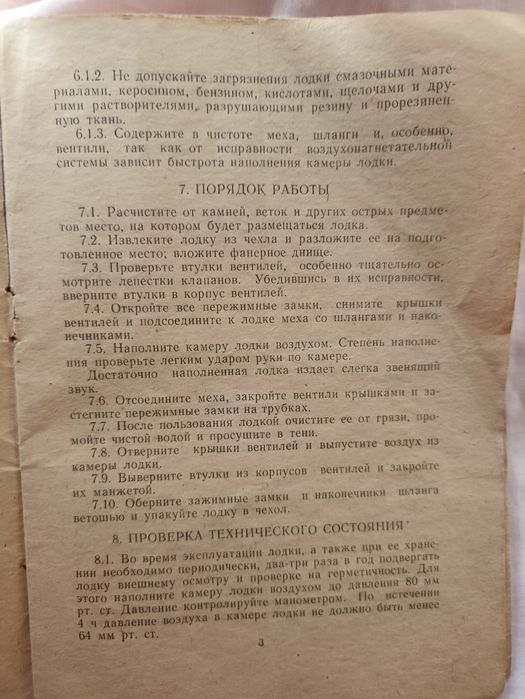 6.1.2. Не допускайте загрязнения лодки смазочными мате-
риалами, керосином, бензином, кислотами, щелочами и дру-
гими растворителями, разрушающими резину и прорезинен-
ную ткань.
6.1.3. Содержите в чистоте меха, шланги и, особенно,
вентили, так как от исправности воздухонагнетательной
системы зависит быстрота наполнения камеры лодки.
7. ПОРЯДОК РАБОТЫ
7.1. Расчистите от камней, веток и других острых предме-
тов место, на котором будет размещаться лодка.
7.2. Извлеките лодку из чехла и разложите ее на подго-
товленное место; вложите фанерное днище.
7.3. Проверьте втулки вентилей, особенно тщательно ос-
мотрите лепестки клапанов. Убедившись в их исправности,
вверните втулки в корпус вентилей.
7.4. Откройте все пережимные замки, снимите крышки
вентилей и подсоедините к лодке меха со шлангами и нако-
нечниками.
7.5. Наполните камеру лодки воздухом. Степень наполне-
ния проверьте легким ударом руки по камере.
Достаточно наполненная лодка издает слегка звенящий
звук.
7.6. Отсоедините меха, закройте вентили крышками и за-
стегните пережимные замки на трубках.
7.7. После пользования лодкой очистите ее от грязи, про-
мойте чистой водой и просушите в тени.
7.8. Отверните крышки вентилей и выпустите воздух из
камеры лодки.
7.9. Выверните втулки из корпусов вентилей и закройте
их манжетой.
7.10. Оберните зажимные замки и наконечники шланга
ветошью и упакуйте лодку в чехол.
8. ПРОВЕРКА ТЕХНИЧЕСКОГО СОСТОЯНИЯ
8.1. Во время эксплуатации лодки, а также при ее хране-
нии необходимо периодически, два-три раза в год подвергать
лодку внешнему осмотру и проверке на герметичность. Для
этого наполните камеру лодки воздухом до давления 80 мм
рт. ст. Давление контролируйте манометром. По истечении
4 ч давление воздуха в камере лодки не должно быть менее
64 мм рт. ст.
3